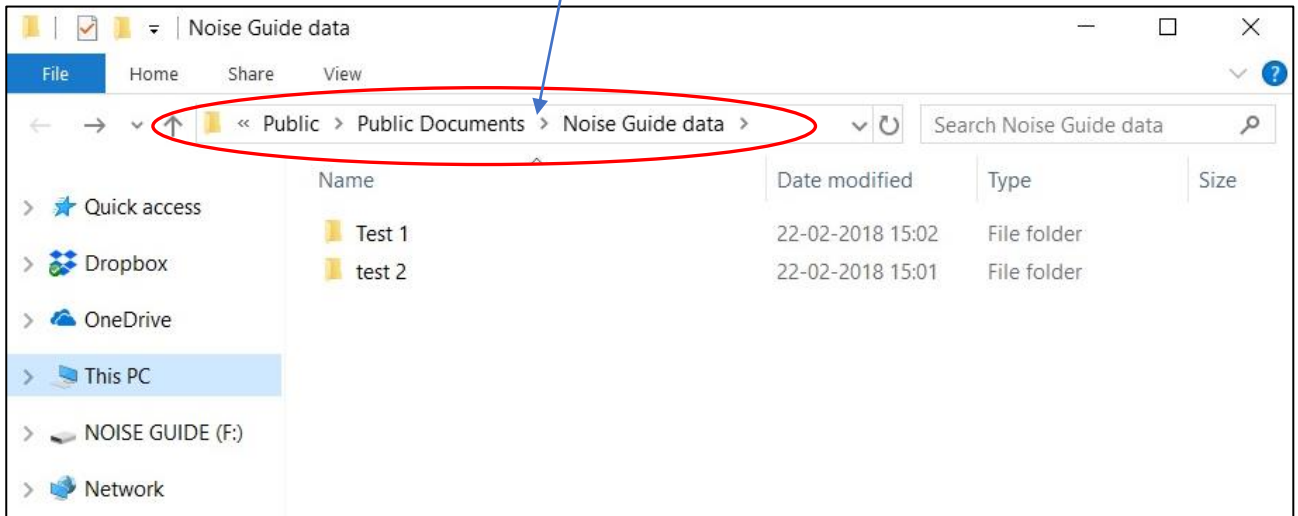 Noise Guide data
File Home Share View
« Public > Public Documents > Noise Guide data >
Search Noise Guide data
Name Date modified Type Size
Quick access
Test 1 22-02-2018 15:02 File folder
Dropbox
test 2 22-02-2018 15:01 File folder
OneDrive
This PC
NOISE GUIDE (F:)
Network